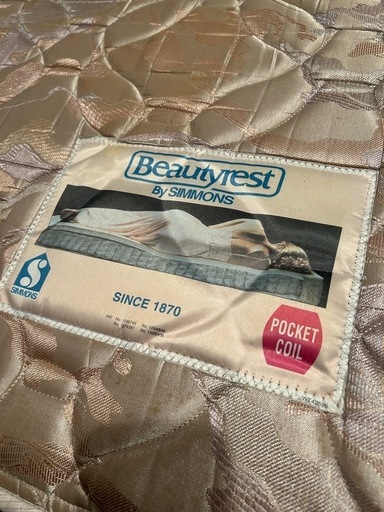 Beautyrest
By SIMMONS
SIMMONS
SINCE 1870
POCKET
COIL